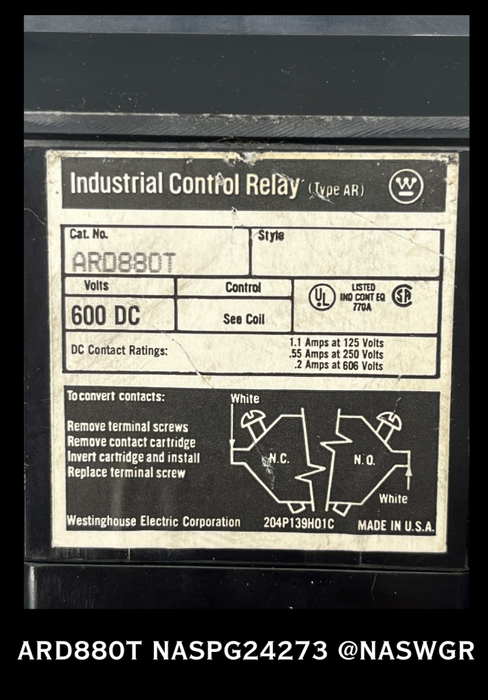 Industrial Control Relay (Type AR) W
Cat. No.
Style
ARD880T
Volts
Control
600 DC
See Coil
UL
LISTED
IND CONT EQ
770A
SA
DC Contact Ratings:
1.1 Amps at 125 Volts
.55 Amps at 250 Volts
.2 Amps at 606 Volts
To convert contacts:
Remove terminal screws
Remove contact cartridge
Invert cartridge and install
Replace terminal screw
White
N.C.
N.O.
White
Westinghouse Electric Corporation 204P139H01C MADE IN U.S.A.
ARD880T NASPG24273 @NASWGR